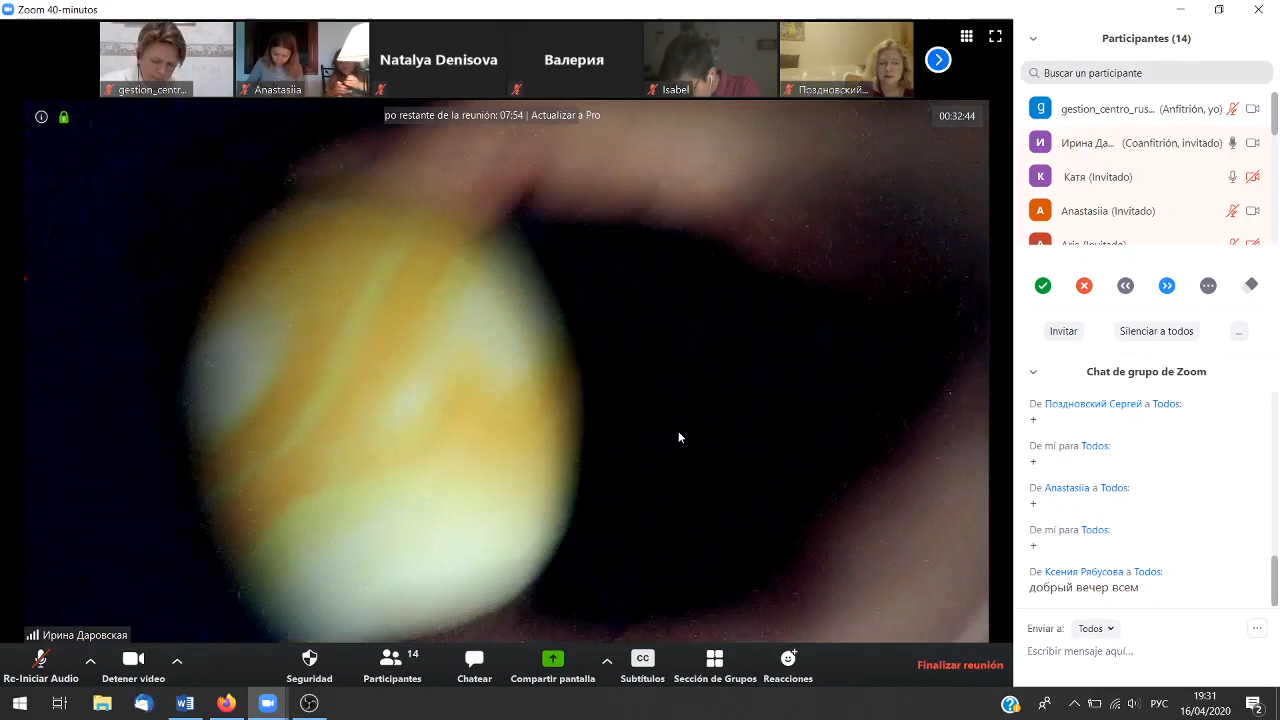 Zoom 40-minutos
gestion_centr...
Anastasiia
Natalya Denisova
Валерия
Isabel
Поздновский...
po restante de la reunión: 07:54 | Actualizar a Pro
00:32:44
Ирина Даровская
Participantes (14)
Buscar un participante
g gestion_centro_rus... (Anfitrión, yo)
И Ирина Да... (Coanfitrión, invitado)
К Катя (Invitado)
A Anastasiia (Invitado)
Invitar
Silenciar a todos
...
Chat de grupo de Zoom
De Поздновский Сергей a Todos:
+
De mí para Todos:
+
De Anastasiia a Todos:
+
De mí para Todos:
+
De Ксения Рябусова a Todos:
добрый вечер всем
Enviar a: Todos
Escribir mensaje aquí...
Re-Iniciar Audio
Detener video
Seguridad
14
Participantes
Chatear
Compartir pantalla
CC
Subtítulos
Sección de Grupos
Reacciones
Finalizar reunión
РУС
19:31
16/04/2020
2